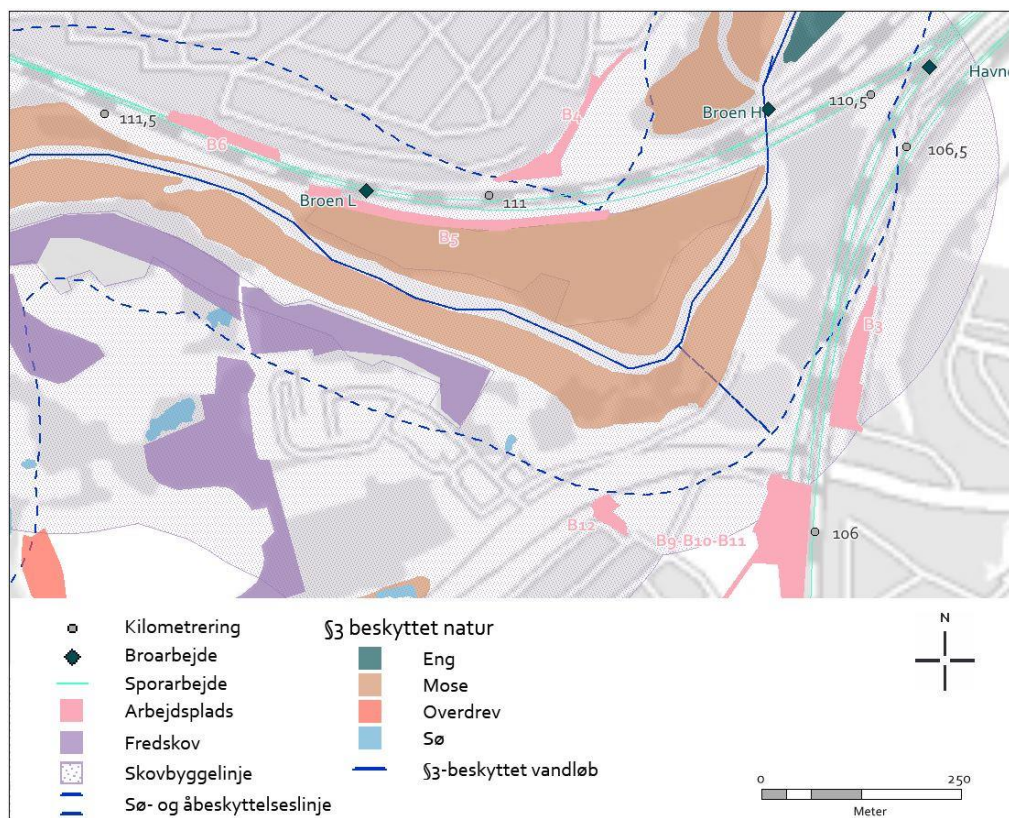 Havne
110,5
Broen H
111,5
B4
B6
106,5
Broen L
111
B5
B3
B12
B9-B10-B11
106
Kilometrering
Broarbejde
Sporarbejde
Arbejdsplads
Fredskov
Skovbyggelinje
Sø- og åbeskyttelseslinje
§3 beskyttet natur
Eng
Mose
Overdrev
Sø
§3-beskyttet vandløb
N
0 250
Meter